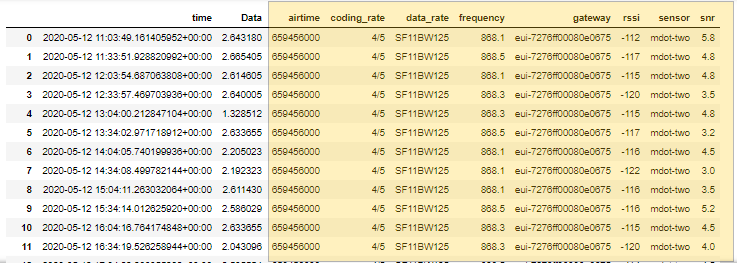 time Data airtime coding_rate data_rate frequency gateway rssi sensor snr
0 2020-05-12 11:03:49.161405952+00:00 2.643180 659456000 4/5 SF11BW125 868.1 eui-7276ff00080e0675 -112 mdot-two 5.8
1 2020-05-12 11:33:51.928820992+00:00 2.665405 659456000 4/5 SF11BW125 868.5 eui-7276ff00080e0675 -117 mdot-two 4.8
2 2020-05-12 12:03:54.687063808+00:00 2.614605 659456000 4/5 SF11BW125 868.1 eui-7276ff00080e0675 -115 mdot-two 4.8
3 2020-05-12 12:33:57.469703936+00:00 2.640005 659456000 4/5 SF11BW125 868.3 eui-7276ff00080e0675 -120 mdot-two 3.5
4 2020-05-12 13:04:00.212847104+00:00 1.328512 659456000 4/5 SF11BW125 868.3 eui-7276ff00080e0675 -114 mdot-two 4.8
5 2020-05-12 13:34:02.971718912+00:00 2.633655 659456000 4/5 SF11BW125 868.5 eui-7276ff00080e0675 -117 mdot-two 3.2
6 2020-05-12 14:04:05.740199936+00:00 2.205023 659456000 4/5 SF11BW125 868.1 eui-7276ff00080e0675 -116 mdot-two 4.5
7 2020-05-12 14:34:08.499782144+00:00 2.192323 659456000 4/5 SF11BW125 868.1 eui-7276ff00080e0675 -122 mdot-two 3.0
8 2020-05-12 15:04:11.263032064+00:00 2.611430 659456000 4/5 SF11BW125 868.1 eui-7276ff00080e0675 -116 mdot-two 3.5
9 2020-05-12 15:34:14.012625920+00:00 2.586029 659456000 4/5 SF11BW125 868.5 eui-7276ff00080e0675 -116 mdot-two 5.2
10 2020-05-12 16:04:16.764174848+00:00 2.633655 659456000 4/5 SF11BW125 868.3 eui-7276ff00080e0675 -115 mdot-two 4.5
11 2020-05-12 16:34:19.526258944+00:00 2.043096 659456000 4/5 SF11BW125 868.3 eui-7276ff00080e0675 -120 mdot-two 4.0